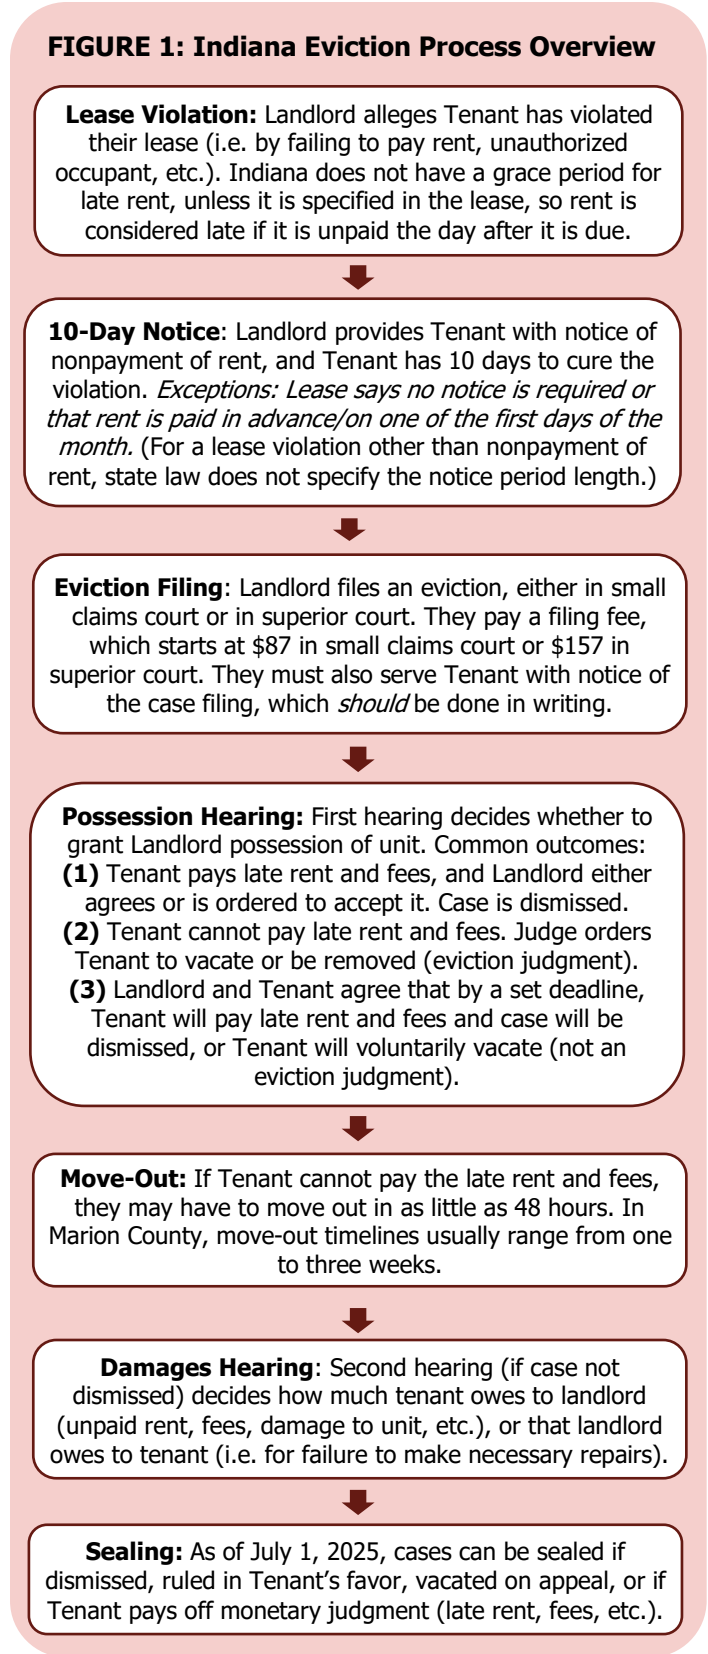 FIGURE 1: Indiana Eviction Process Overview
Lease Violation: Landlord alleges Tenant has violated
their lease (i.e. by failing to pay rent, unauthorized
occupant, etc.). Indiana does not have a grace period for
late rent, unless it is specified in the lease, so rent is
considered late if it is unpaid the day after it is due.
10-Day Notice: Landlord provides Tenant with notice of
nonpayment of rent, and Tenant has 10 days to cure the
violation. Exceptions: Lease says no notice is required or
that rent is paid in advance/on one of the first days of the
month. (For a lease violation other than nonpayment of
rent, state law does not specify the notice period length.)
Eviction Filing: Landlord files an eviction, either in small
claims court or in superior court. They pay a filing fee,
which starts at $87 in small claims court or $157 in
superior court. They must also serve Tenant with notice of
the case filing, which should be done in writing.
Possession Hearing: First hearing decides whether to
grant Landlord possession of unit. Common outcomes:
(1) Tenant pays late rent and fees, and Landlord either
agrees or is ordered to accept it. Case is dismissed.
(2) Tenant cannot pay late rent and fees. Judge orders
Tenant to vacate or be removed (eviction judgment).
(3) Landlord and Tenant agree that by a set deadline,
Tenant will pay late rent and fees and case will be
dismissed, or Tenant will voluntarily vacate (not an
eviction judgment).
Move-Out: If Tenant cannot pay the late rent and fees,
they may have to move out in as little as 48 hours. In
Marion County, move-out timelines usually range from one
to three weeks.
Damages Hearing: Second hearing (if case not
dismissed) decides how much tenant owes to landlord
(unpaid rent, fees, damage to unit, etc.), or that landlord
owes to tenant (i.e. for failure to make necessary repairs).
Sealing: As of July 1, 2025, cases can be sealed if
dismissed, ruled in Tenant's favor, vacated on appeal, or if
Tenant pays off monetary judgment (late rent, fees, etc.).